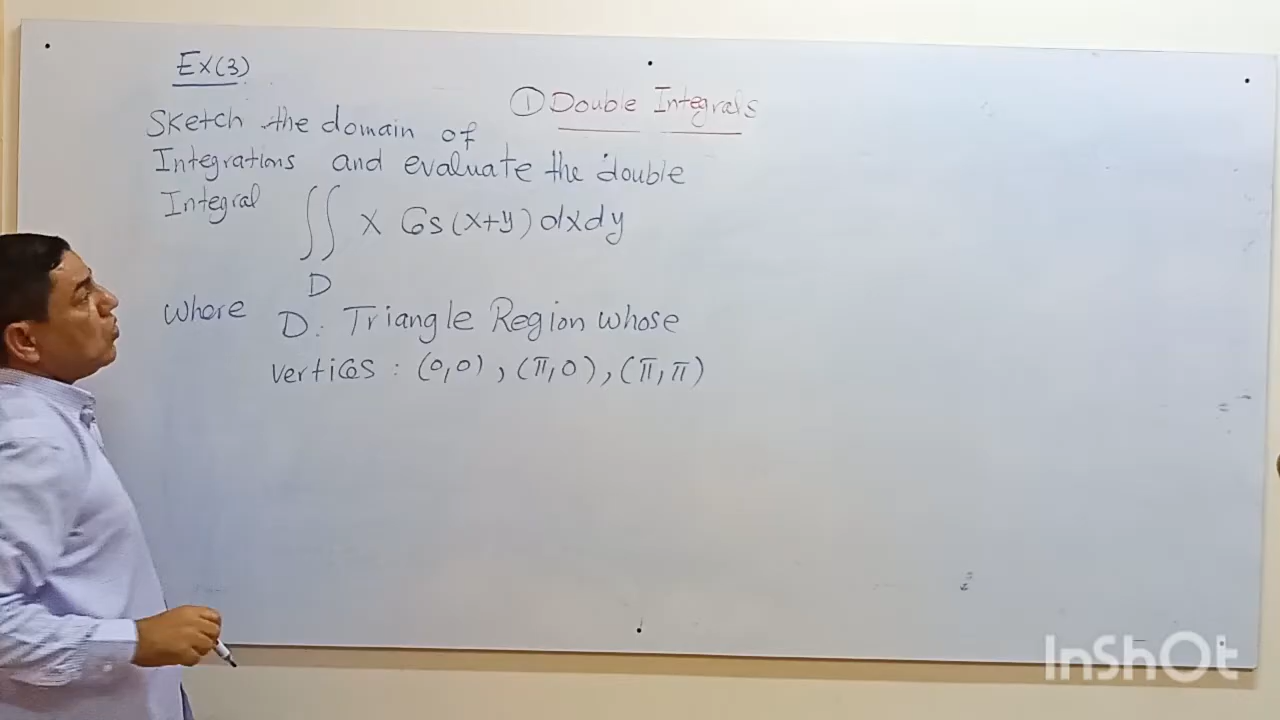 Ex(3)
① Double Integrals
Sketch the domain of
Integrations and evaluate the double
Integral ∬ x Cos(x+y) dxdy
D
where D: Triangle Region whose
vertices : (0,0), (π,0), (π,π)
InShOt